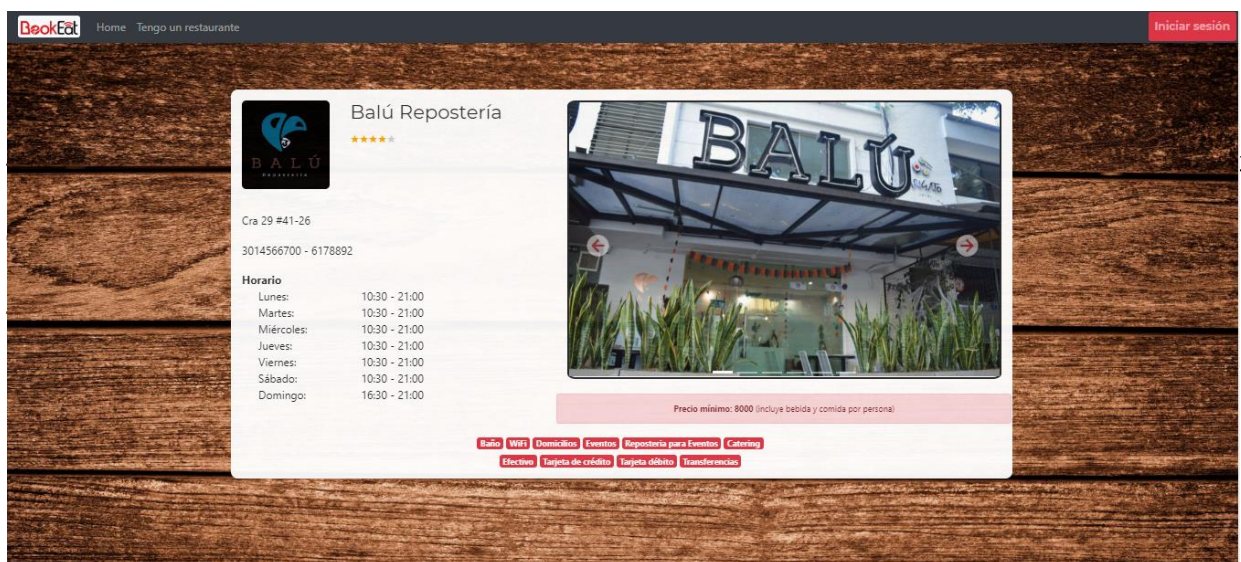 BookEat Home Tengo un restaurante Iniciar sesión
Balú Repostería
BALÚ
Repostería
Cra 29 #41-26
3014566700 - 6178892
Horario
Lunes: 10:30 - 21:00
Martes: 10:30 - 21:00
Miércoles: 10:30 - 21:00
Jueves: 10:30 - 21:00
Viernes: 10:30 - 21:00
Sábado: 10:30 - 21:00
Domingo: 16:30 - 21:00
BALÚ
Precio mínimo: 8000 (incluye bebida y comida por persona)
Baño WiFi Domicilios Eventos Repostería para Eventos Catering
Efectivo Tarjeta de crédito Tarjeta débito Transferencias